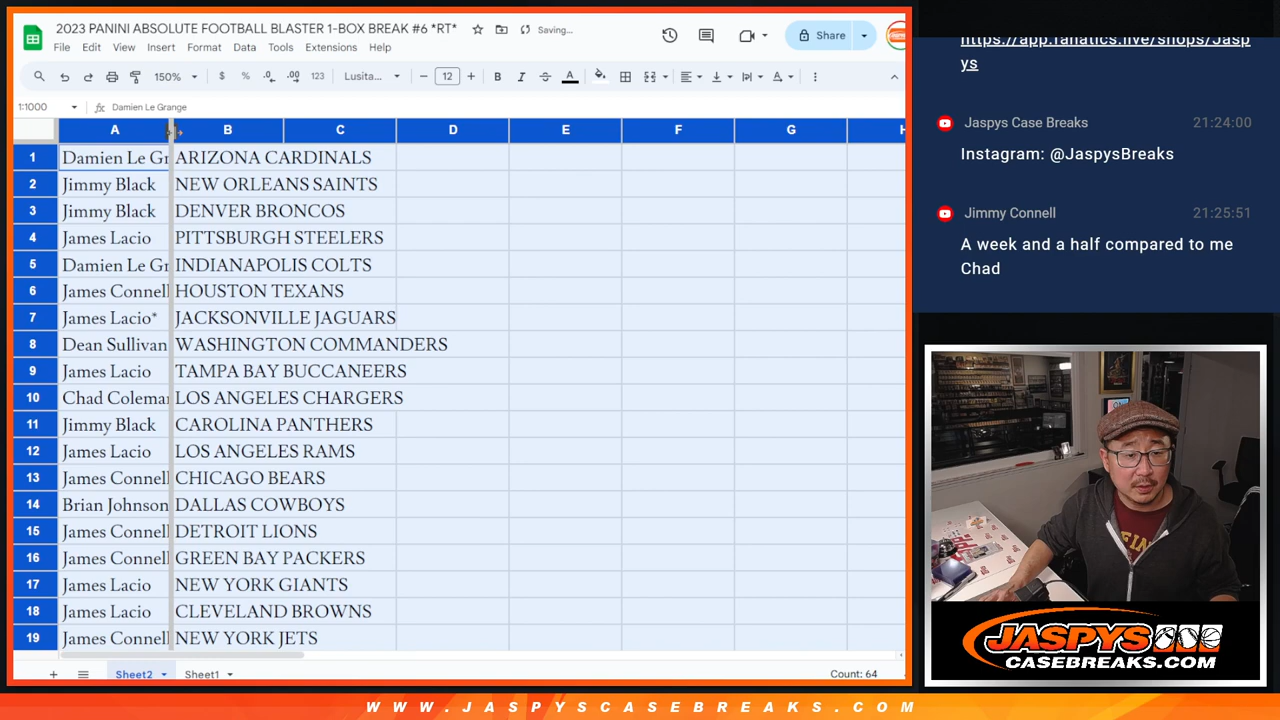 2023 PANINI ABSOLUTE FOOTBALL BLASTER 1-BOX BREAK #6 *RT* Saving...
File Edit View Insert Format Data Tools Extensions Help
Share
150% $ % .0 .00 123 Lusita... 12 B I A
1:1000 fx Damien Le Grange
A B C D E F G H
1 Damien Le Gr ARIZONA CARDINALS
2 Jimmy Black NEW ORLEANS SAINTS
3 Jimmy Black DENVER BRONCOS
4 James Lacio PITTSBURGH STEELERS
5 Damien Le Gr INDIANAPOLIS COLTS
6 James Connell HOUSTON TEXANS
7 James Lacio* JACKSONVILLE JAGUARS
8 Dean Sullivan WASHINGTON COMMANDERS
9 James Lacio TAMPA BAY BUCCANEERS
10 Chad Coleman LOS ANGELES CHARGERS
11 Jimmy Black CAROLINA PANTHERS
12 James Lacio LOS ANGELES RAMS
13 James Connell CHICAGO BEARS
14 Brian Johnson DALLAS COWBOYS
15 James Connell DETROIT LIONS
16 James Connell GREEN BAY PACKERS
17 James Lacio NEW YORK GIANTS
18 James Lacio CLEVELAND BROWNS
19 James Connell NEW YORK JETS
+ Sheet2 Sheet1 Count: 64
https://app.fanatics.live/shops/Jasp
ys
Jaspys Case Breaks 21:24:00
Instagram: @JaspysBreaks
Jimmy Connell 21:25:51
A week and a half compared to me
Chad
JASPYS
CASEBREAKS.COM
WWW.JASPYSCASEBREAKS.COM